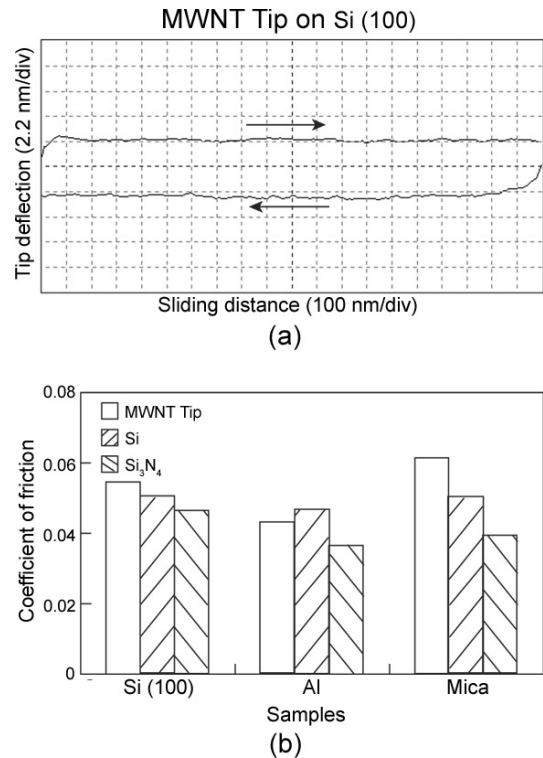 MWNT Tip on Si (100)
Tip deflection (2.2 nm/div)
Sliding distance (100 nm/div)
(a)
0.08
0.06
0.04
0.02
0
Coefficient of friction
MWNT Tip
Si
Si₃N₄
Si (100)
Al
Mica
Samples
(b)